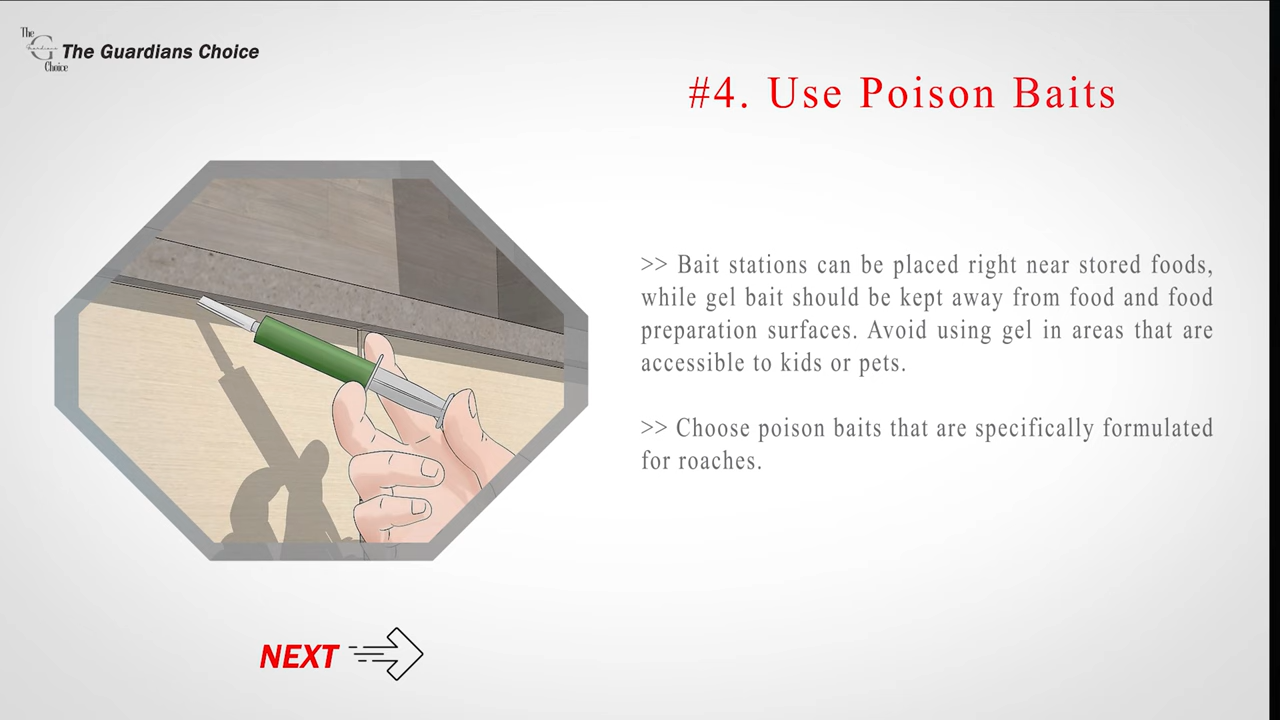 The
G
Guardians
Choice
The Guardians Choice
#4. Use Poison Baits
>> Bait stations can be placed right near stored foods,
while gel bait should be kept away from food and food
preparation surfaces. Avoid using gel in areas that are
accessible to kids or pets.
>> Choose poison baits that are specifically formulated
for roaches.
NEXT